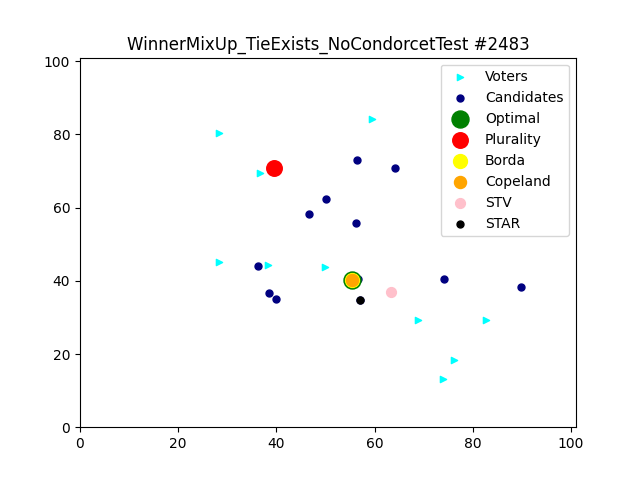 WinnerMixUp_TieExists_NoCondorcetTest #2483
100
80
60
40
20
0
0
20
40
60
80
100
Voters
Candidates
Optimal
Plurality
Borda
Copeland
STV
STAR